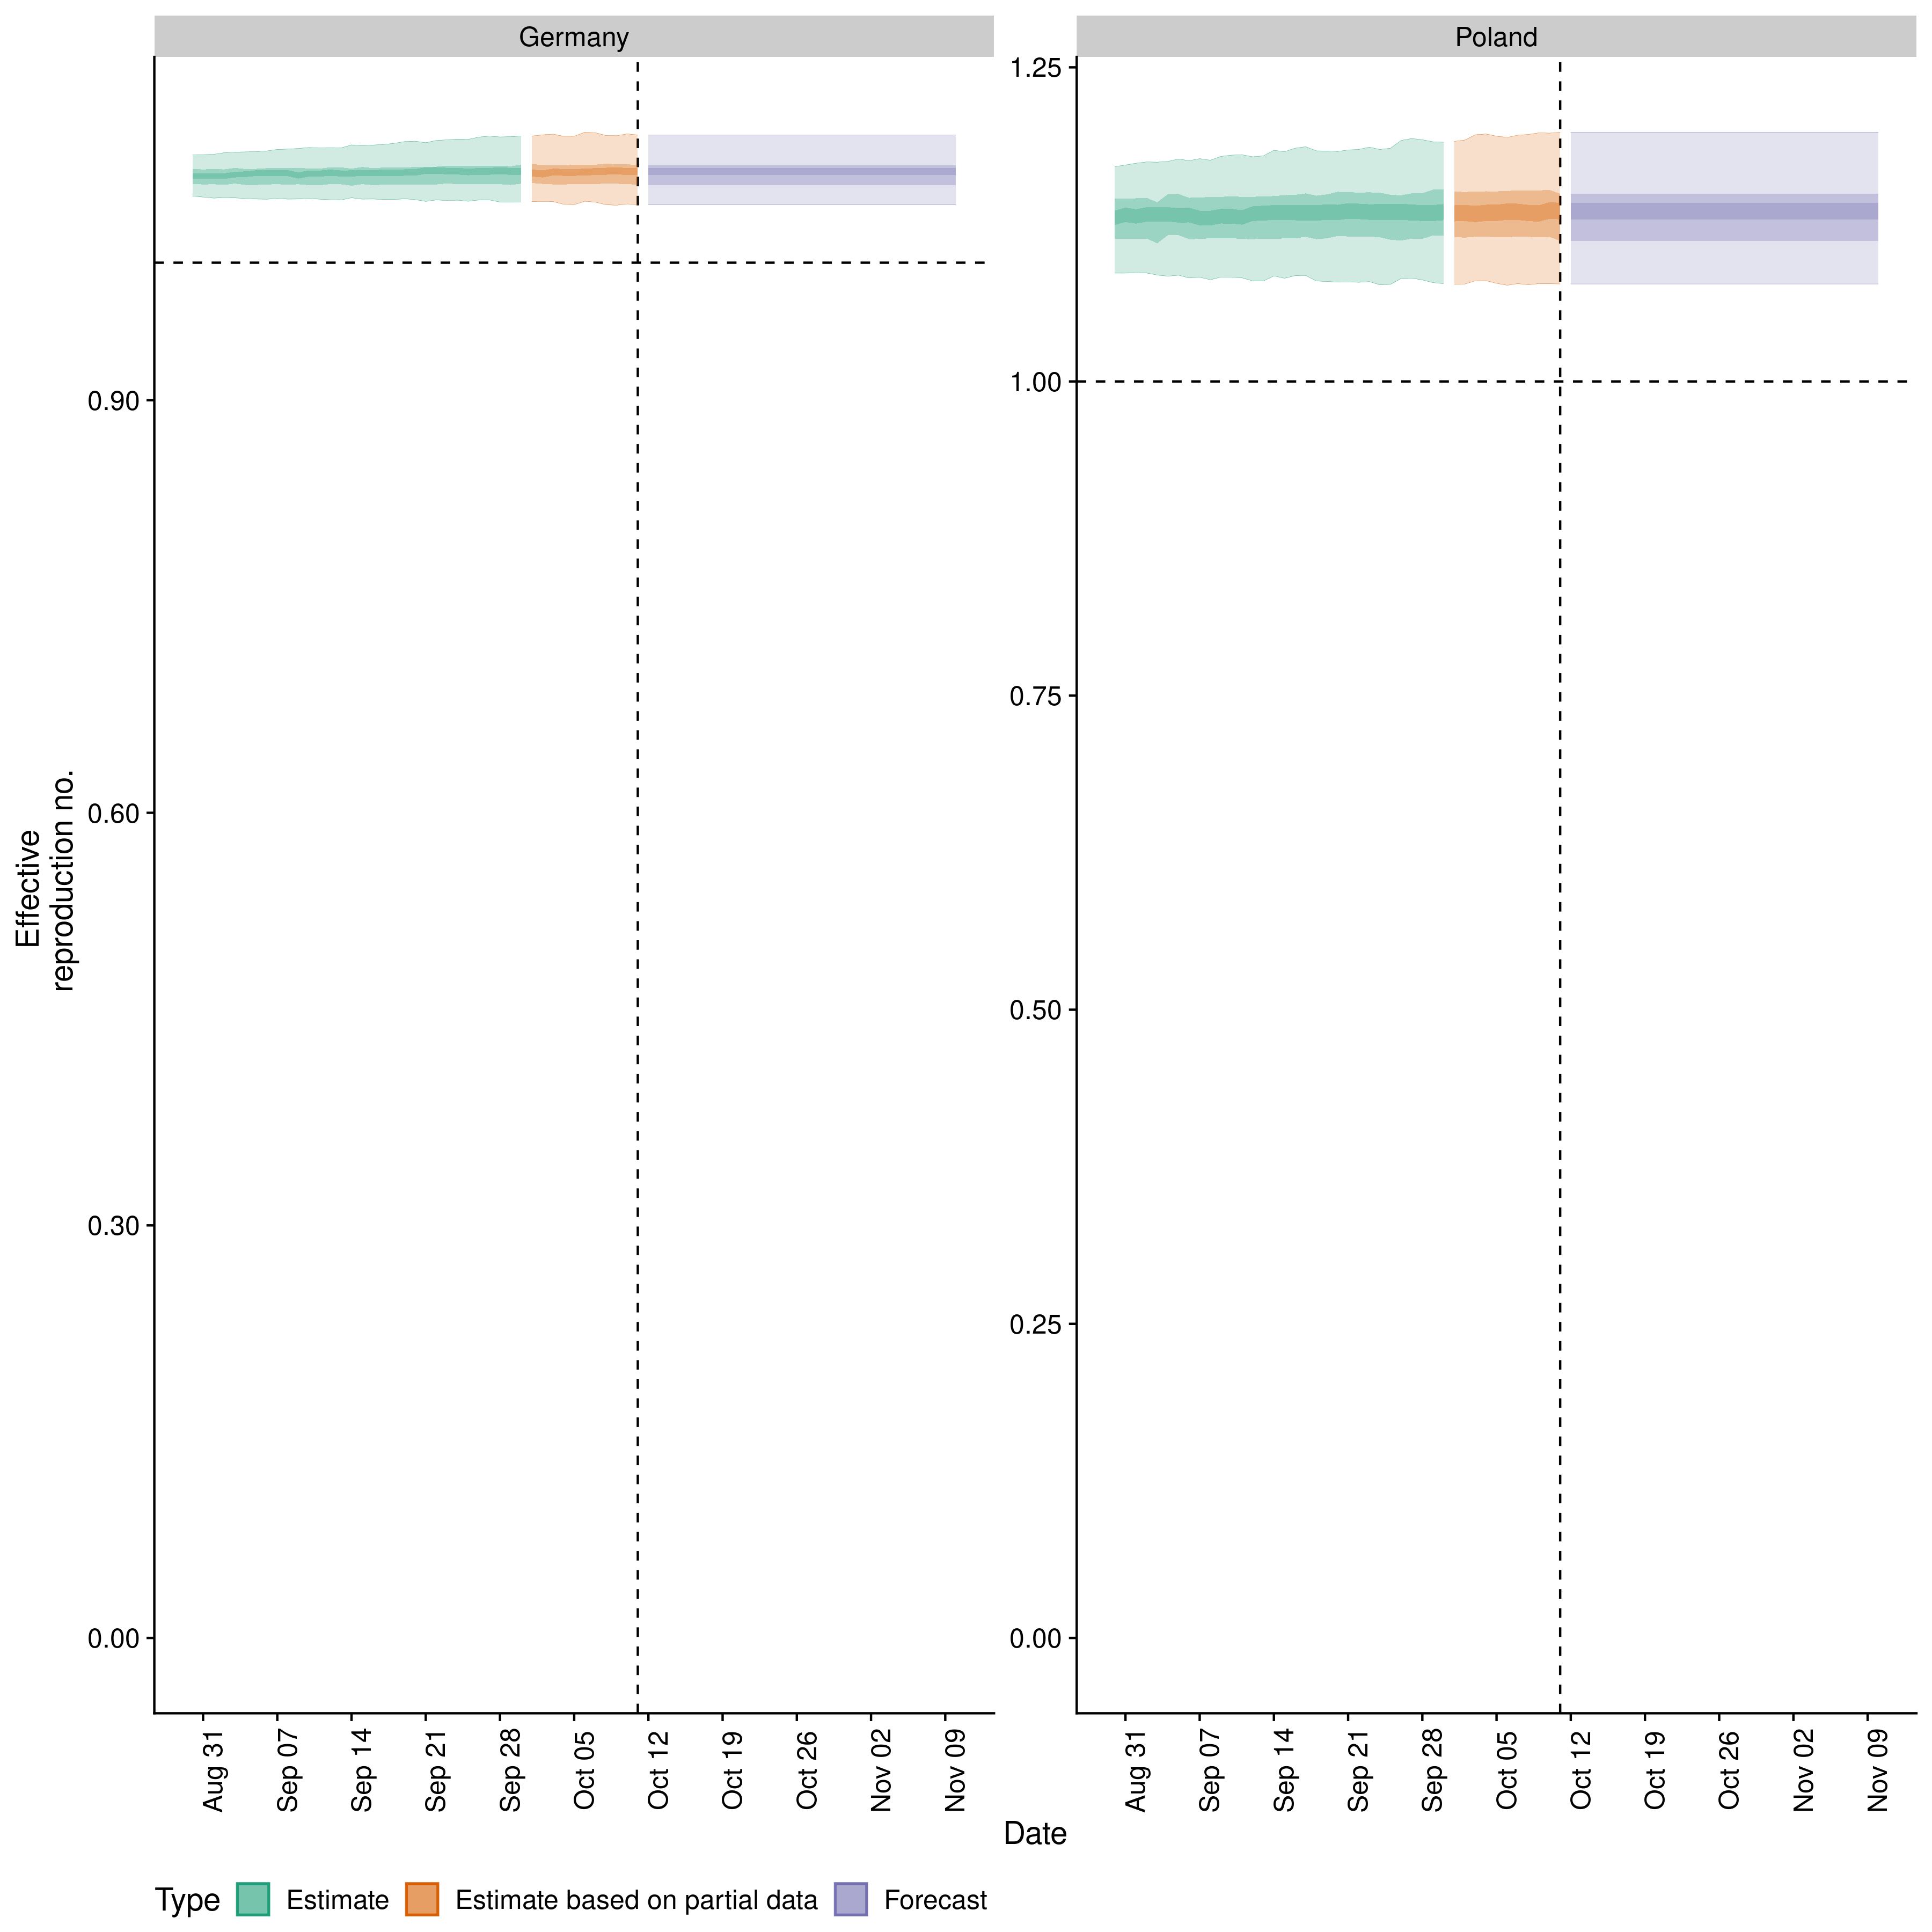 Germany
Poland
Effective
reproduction no.
0.90
0.60
0.30
0.00
1.25
1.00
0.75
0.50
0.25
0.00
Aug 31
Sep 07
Sep 14
Sep 21
Sep 28
Oct 05
Oct 12
Oct 19
Oct 26
Nov 02
Nov 09
Aug 31
Sep 07
Sep 14
Sep 21
Sep 28
Oct 05
Oct 12
Oct 19
Oct 26
Nov 02
Nov 09
Date
Type Estimate Estimate based on partial data Forecast